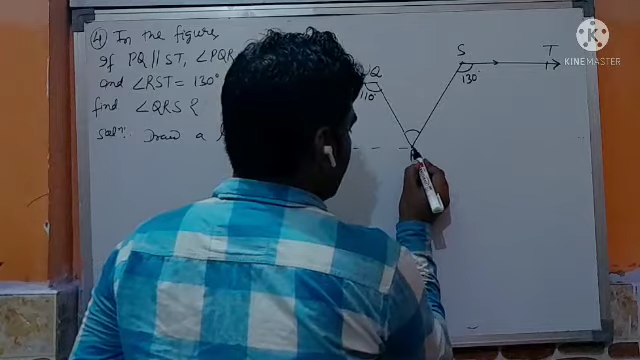 ④ In the figure
If PQ || ST, ∠PQR
and ∠RST = 130°
find ∠QRS
Solⁿ: Draw a
Q
110°
S
T
130°
K
KINEMASTER